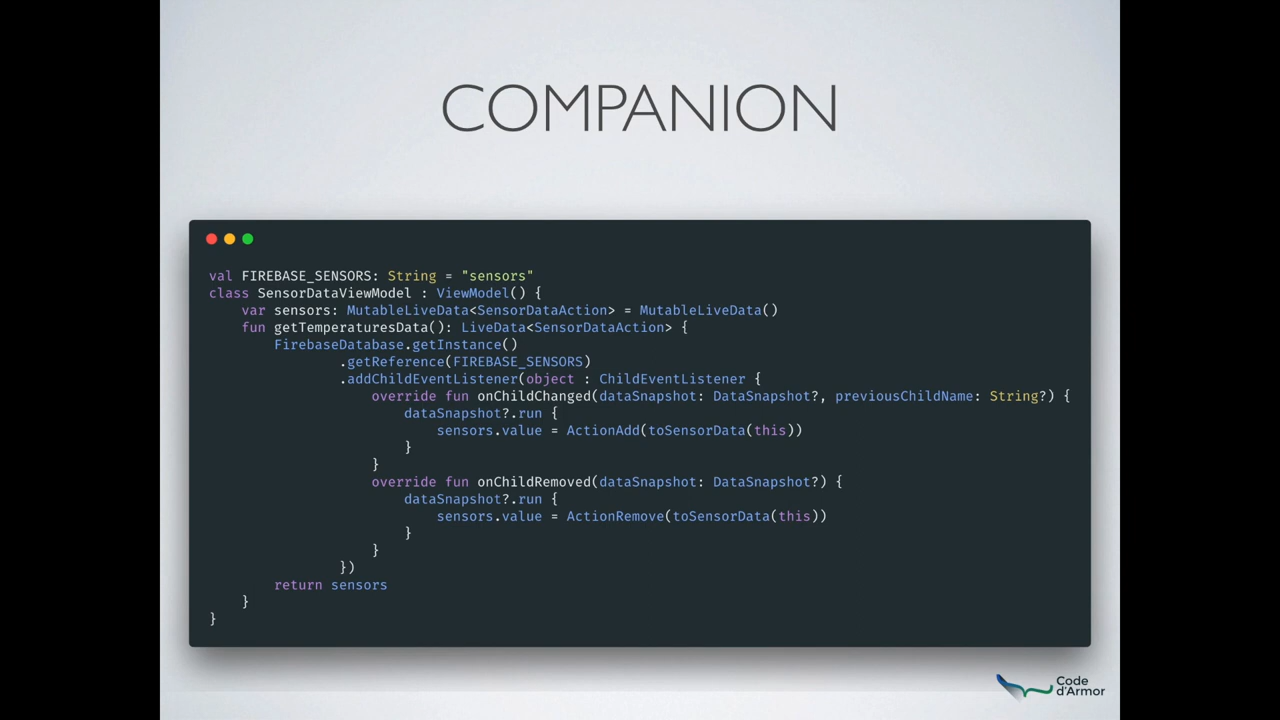 COMPANION
val FIREBASE_SENSORS: String = "sensors"
class SensorDataViewModel : ViewModel() {
    var sensors: MutableLiveData<SensorDataAction> = MutableLiveData()
    fun getTemperaturesData(): LiveData<SensorDataAction> {
        FirebaseDatabase.getInstance()
                .getReference(FIREBASE_SENSORS)
                .addChildEventListener(object : ChildEventListener {
                    override fun onChildChanged(dataSnapshot: DataSnapshot?, previousChildName: String?) {
                        dataSnapshot?.run {
                            sensors.value = ActionAdd(toSensorData(this))
                        }
                    }
                    override fun onChildRemoved(dataSnapshot: DataSnapshot?) {
                        dataSnapshot?.run {
                            sensors.value = ActionRemove(toSensorData(this))
                        }
                    }
                })
        return sensors
    }
}
Code
d'Armor